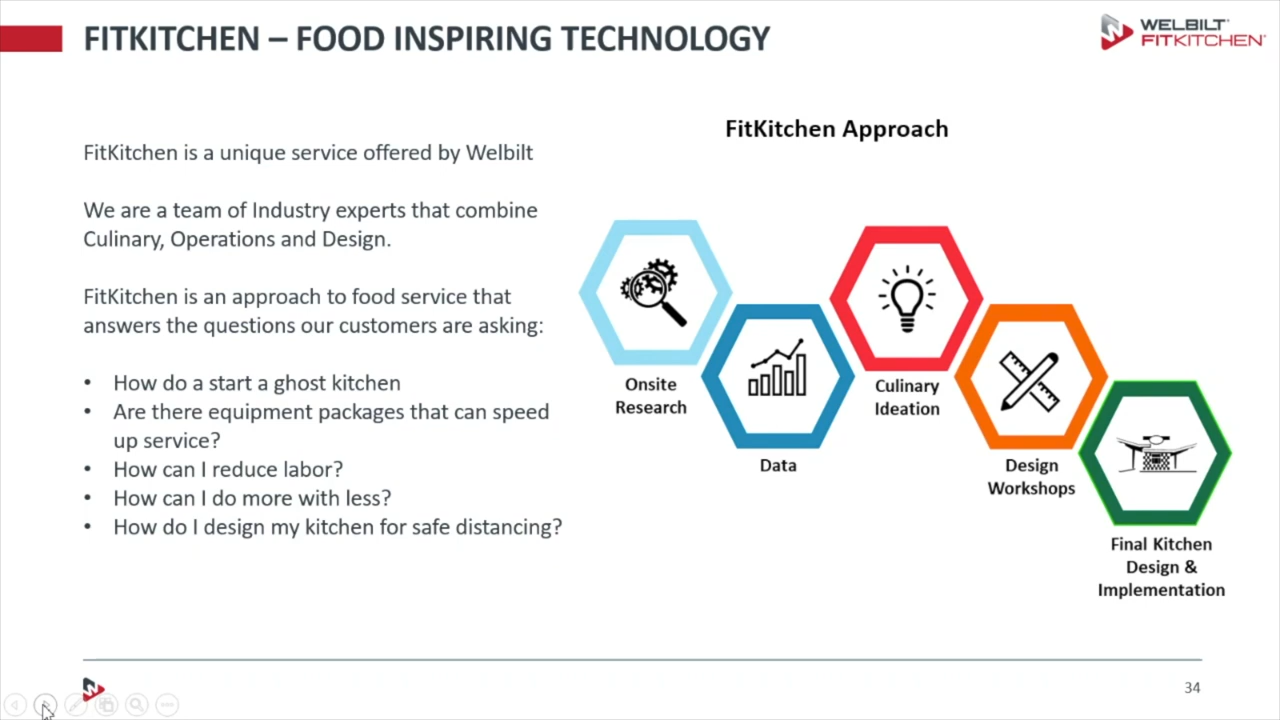 FITKITCHEN – FOOD INSPIRING TECHNOLOGY
WELBILT
FITKITCHEN
FitKitchen is a unique service offered by Welbilt
We are a team of Industry experts that combine
Culinary, Operations and Design.
FitKitchen is an approach to food service that
answers the questions our customers are asking:
• How do a start a ghost kitchen
• Are there equipment packages that can speed
up service?
• How can I reduce labor?
• How can I do more with less?
• How do I design my kitchen for safe distancing?
FitKitchen Approach
Onsite
Research
Data
Culinary
Ideation
Design
Workshops
Final Kitchen
Design &
Implementation
34